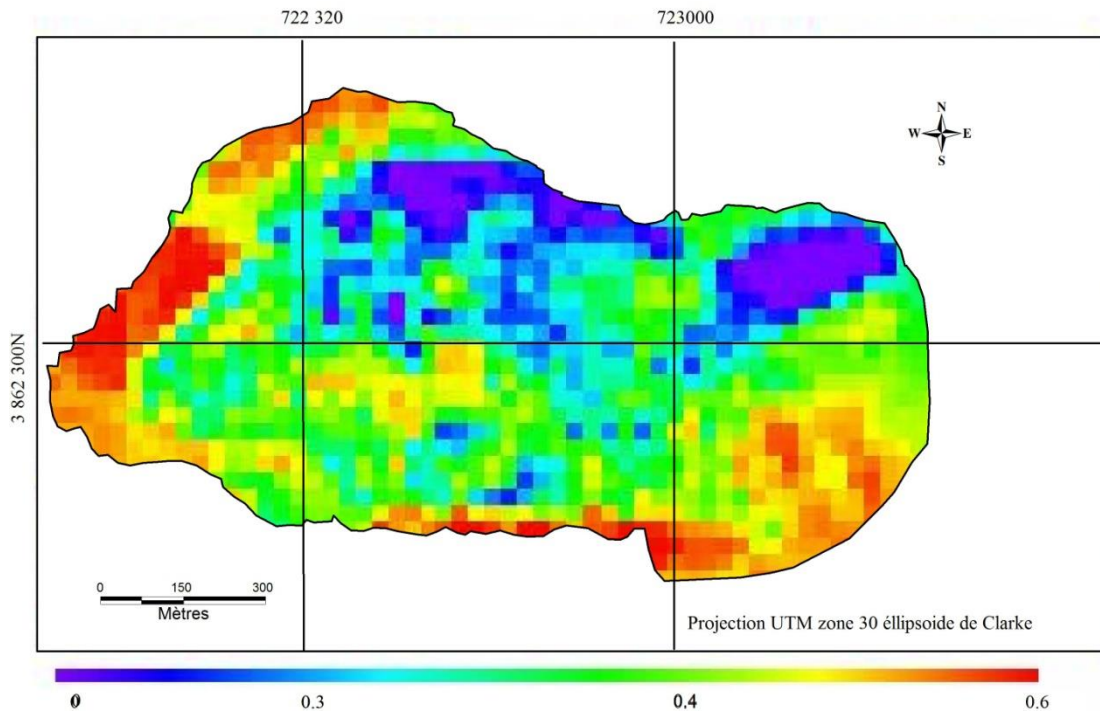 722 320
723000
N
W E
S
3 862 300N
0 150 300
Mètres
Projection UTM zone 30 éllipsoide de Clarke
0 0.3 0.4 0.6